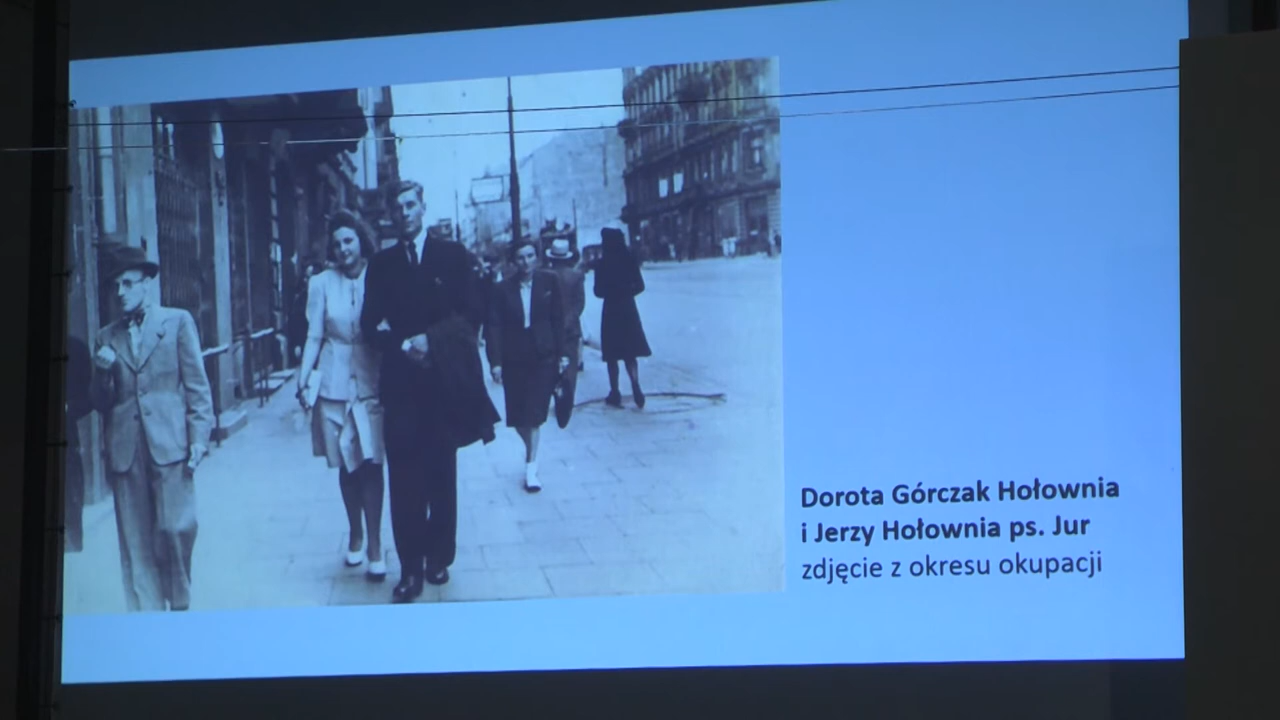 Dorota Górczak Hołownia
i Jerzy Hołownia ps. Jur
zdjęcie z okresu okupacji